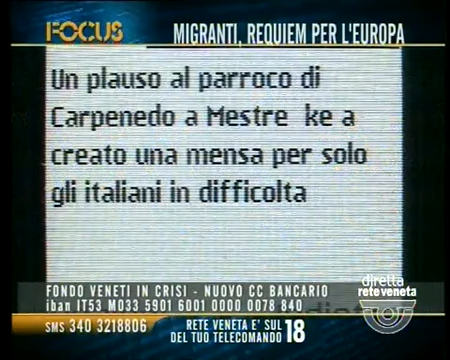 FOCUS
MIGRANTI, REQUIEM PER L'EUROPA
Un plauso al parroco di
Carpenedo a Mestre ke a
creato una mensa per solo
gli italiani in difficolta
diretta
reteveneta
FONDO VENETI IN CRISI - NUOVO CC BANCARIO
iban IT53 M033 5901 6001 0000 0078 840
SMS 340 3218806
RETE VENETA E' SUL
DEL TUO TELECOMANDO
18